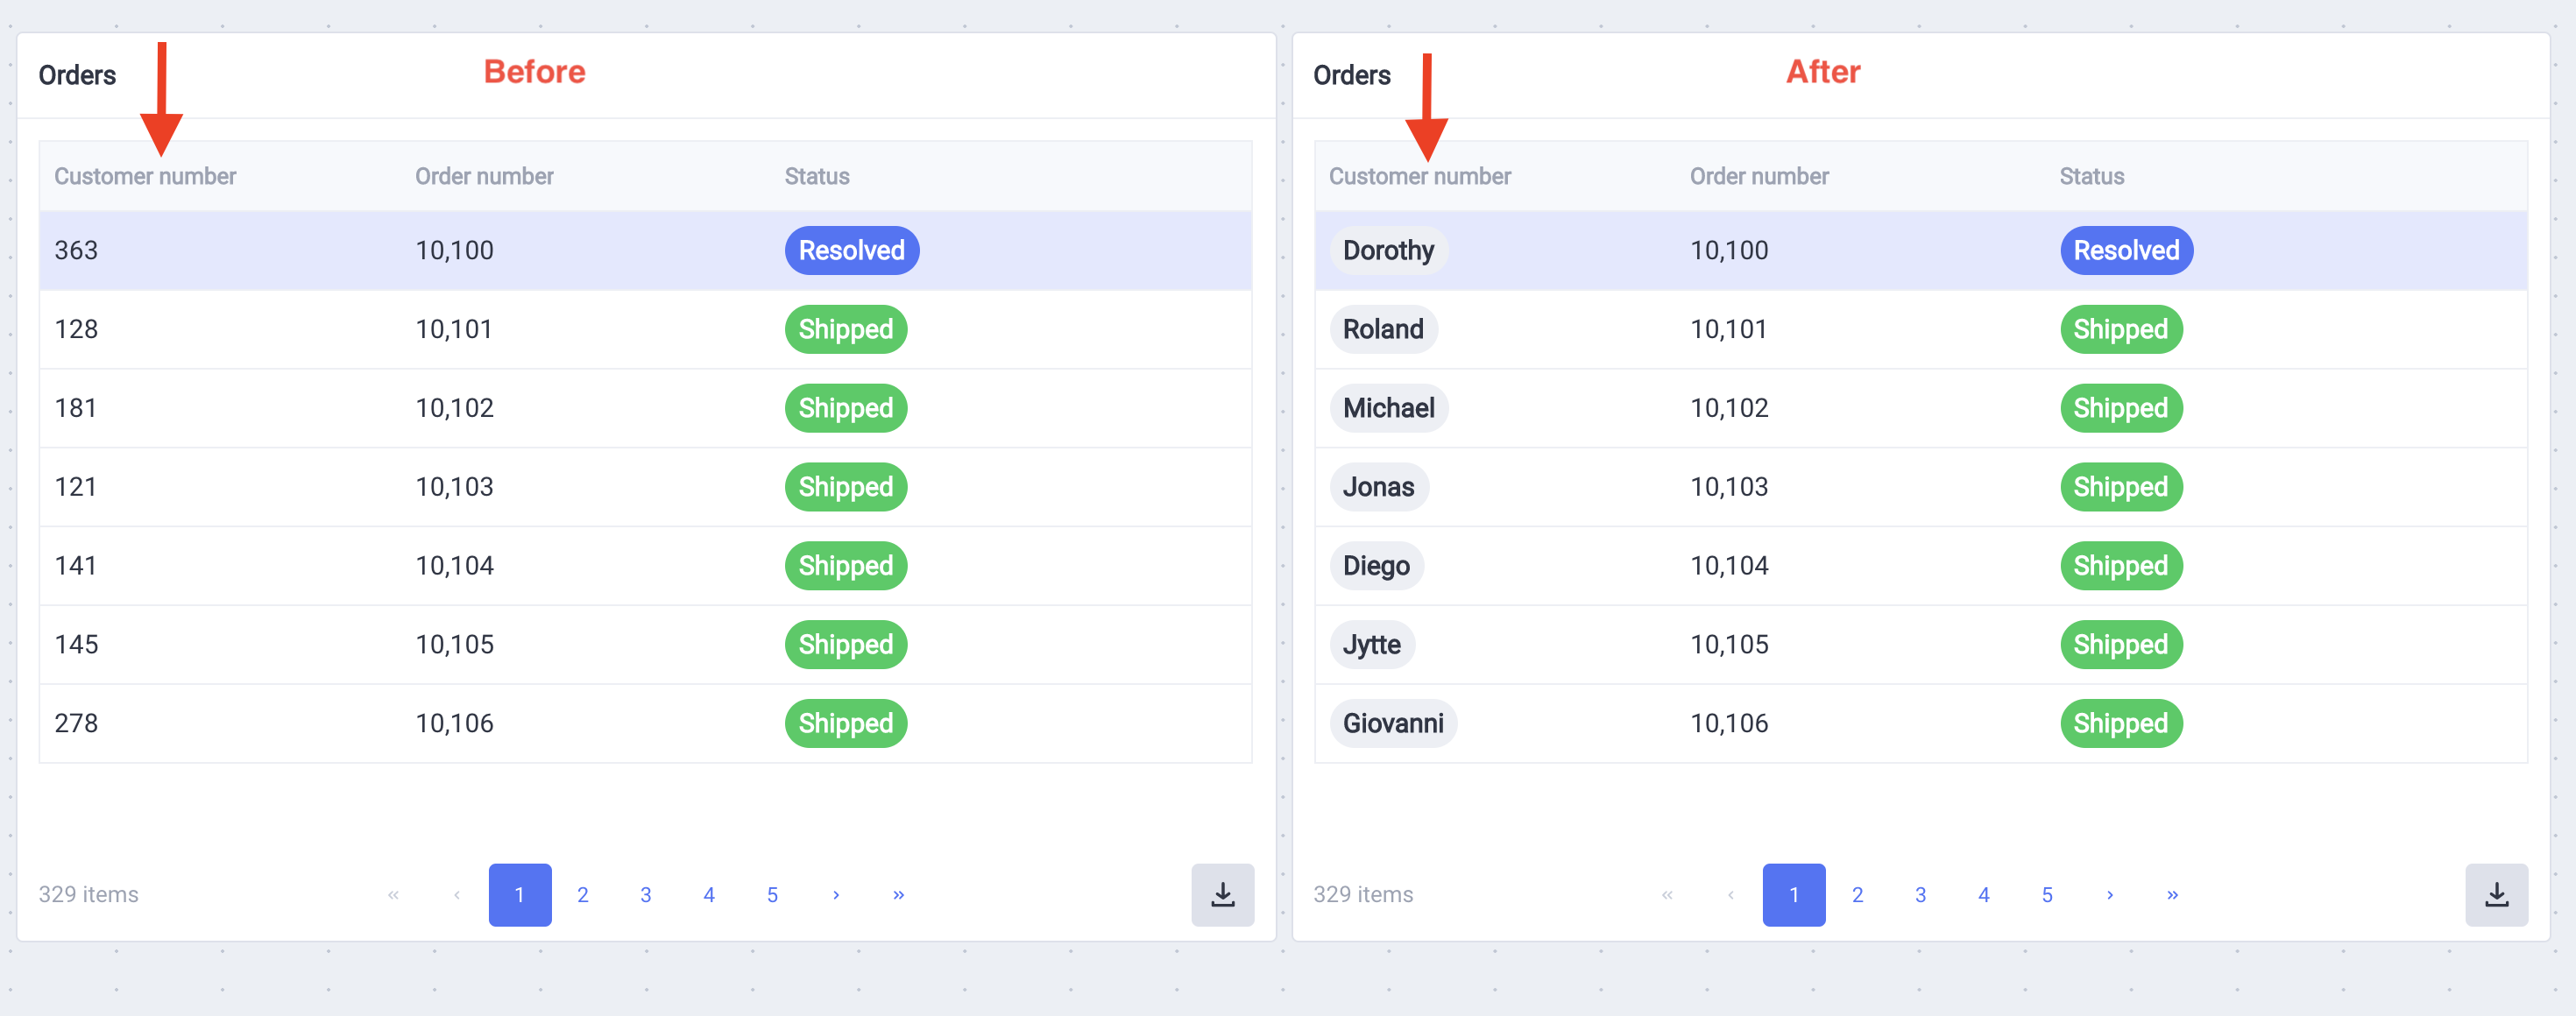 Orders
Before
Customer number Order number Status
363 10,100 Resolved
128 10,101 Shipped
181 10,102 Shipped
121 10,103 Shipped
141 10,104 Shipped
145 10,105 Shipped
278 10,106 Shipped
329 items « ‹ 1 2 3 4 5 › »
Orders
After
Customer number Order number Status
Dorothy 10,100 Resolved
Roland 10,101 Shipped
Michael 10,102 Shipped
Jonas 10,103 Shipped
Diego 10,104 Shipped
Jytte 10,105 Shipped
Giovanni 10,106 Shipped
329 items « ‹ 1 2 3 4 5 › »